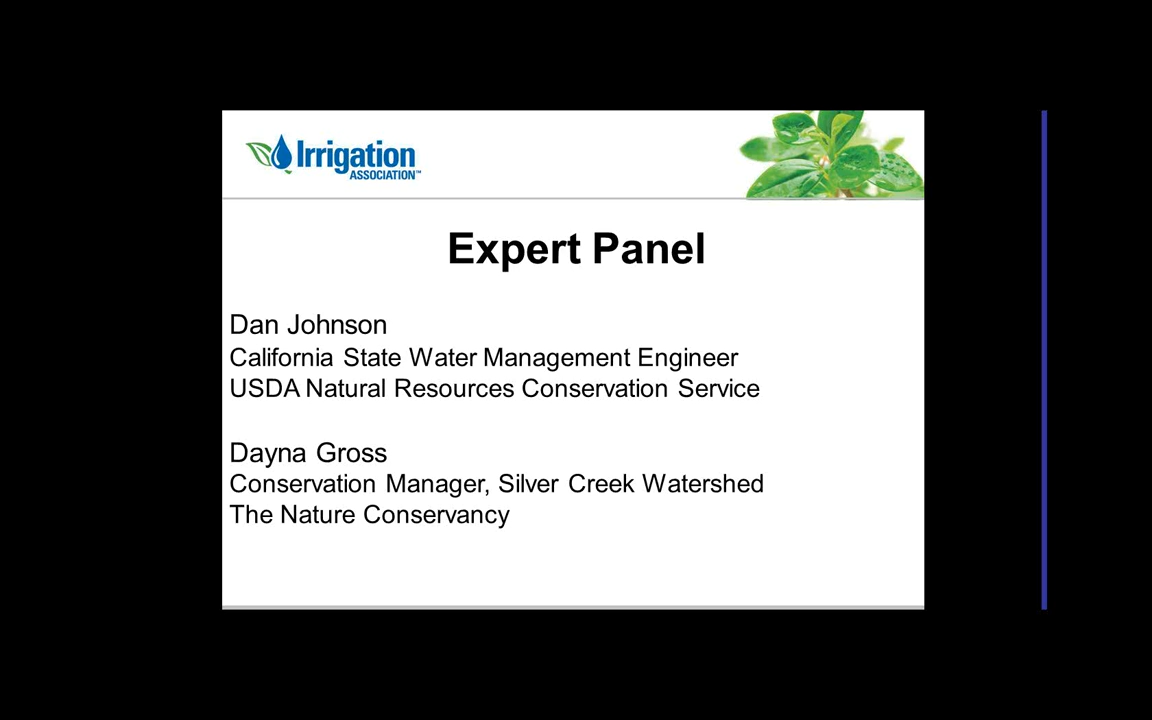 Irrigation
ASSOCIATION™
Expert Panel
Dan Johnson
California State Water Management Engineer
USDA Natural Resources Conservation Service
Dayna Gross
Conservation Manager, Silver Creek Watershed
The Nature Conservancy